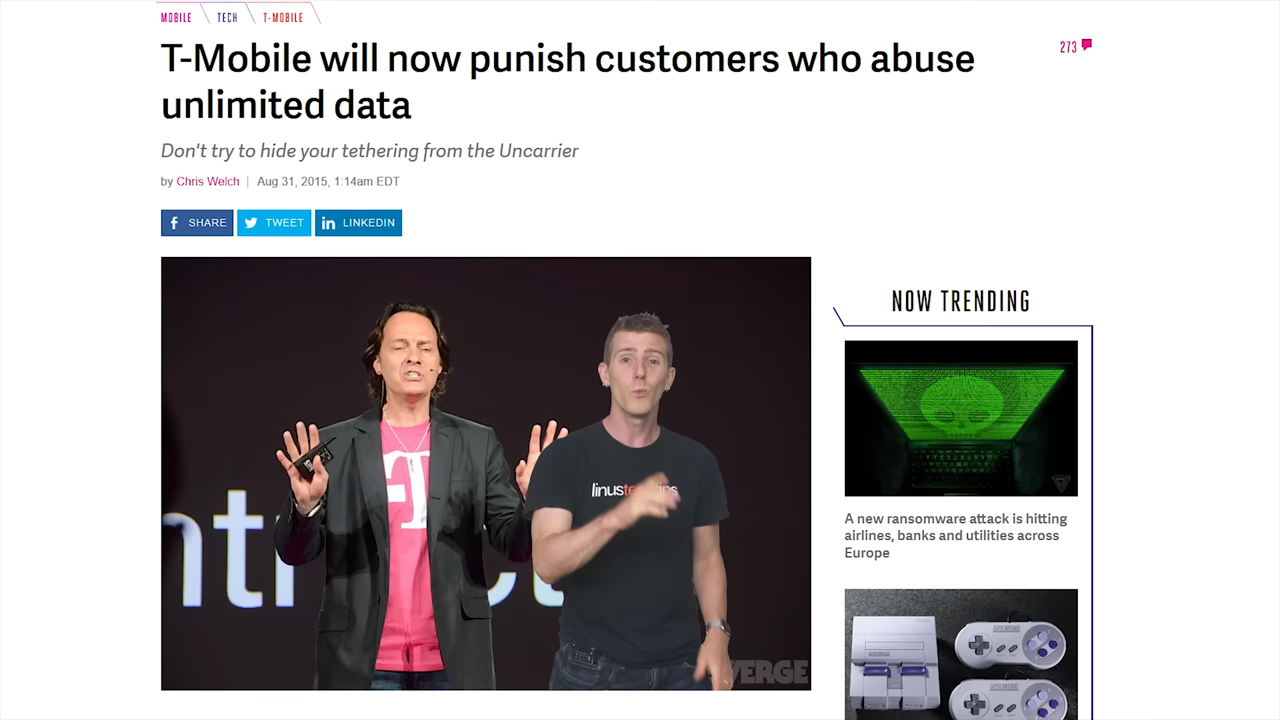 MOBILE TECH T-MOBILE
T-Mobile will now punish customers who abuse
unlimited data
273
Don't try to hide your tethering from the Uncarrier
by Chris Welch | Aug 31, 2015, 1:14am EDT
SHARE TWEET LINKEDIN
NOW TRENDING
T
linus
VERGE
A new ransomware attack is hitting
airlines, banks and utilities across
Europe